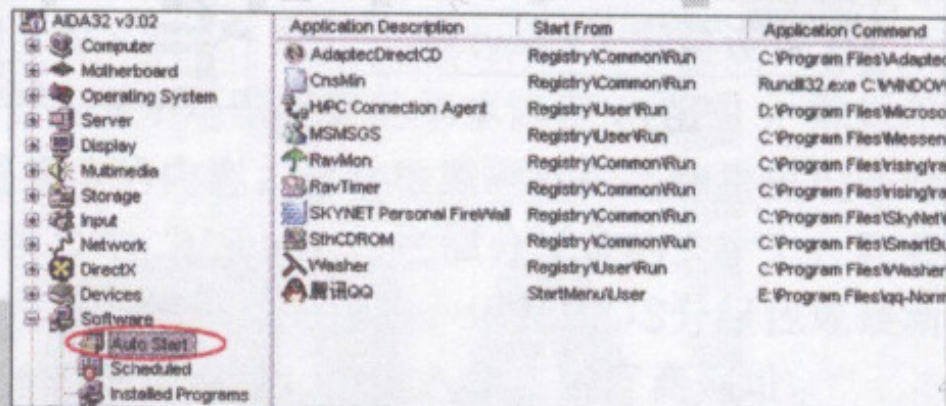 AIDA32 v3.02
Computer
Motherboard
Operating System
Server
Display
Multimedia
Storage
Input
Network
DirectX
Devices
Software
Auto Start
Scheduled
Installed Programs
Application Description Start From Application Command
AdaptecDirectCD Registry\Common\Run C:\Program Files\Adaptec
CnsMin Registry\Common\Run Rundll32.exe C:\WINDOW
H/PC Connection Agent Registry\User\Run D:\Program Files\Microso
MSMSGS Registry\User\Run C:\Program Files\Messen
RavMon Registry\Common\Run C:\Program Files\rising\ra
RavTimer Registry\Common\Run C:\Program Files\rising\ra
SKYNET Personal FireWall Registry\Common\Run C:\Program Files\SkyNet\
SthCDROM Registry\Common\Run C:\Program Files\SmartBu
Washer Registry\User\Run C:\Program Files\Washer
腾讯QQ StartMenu\User E:\Program Files\qq-Norm